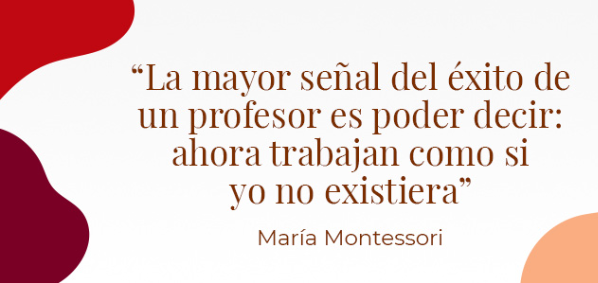 “La mayor señal del éxito de
un profesor es poder decir:
ahora trabajan como si
yo no existiera”
María Montessori